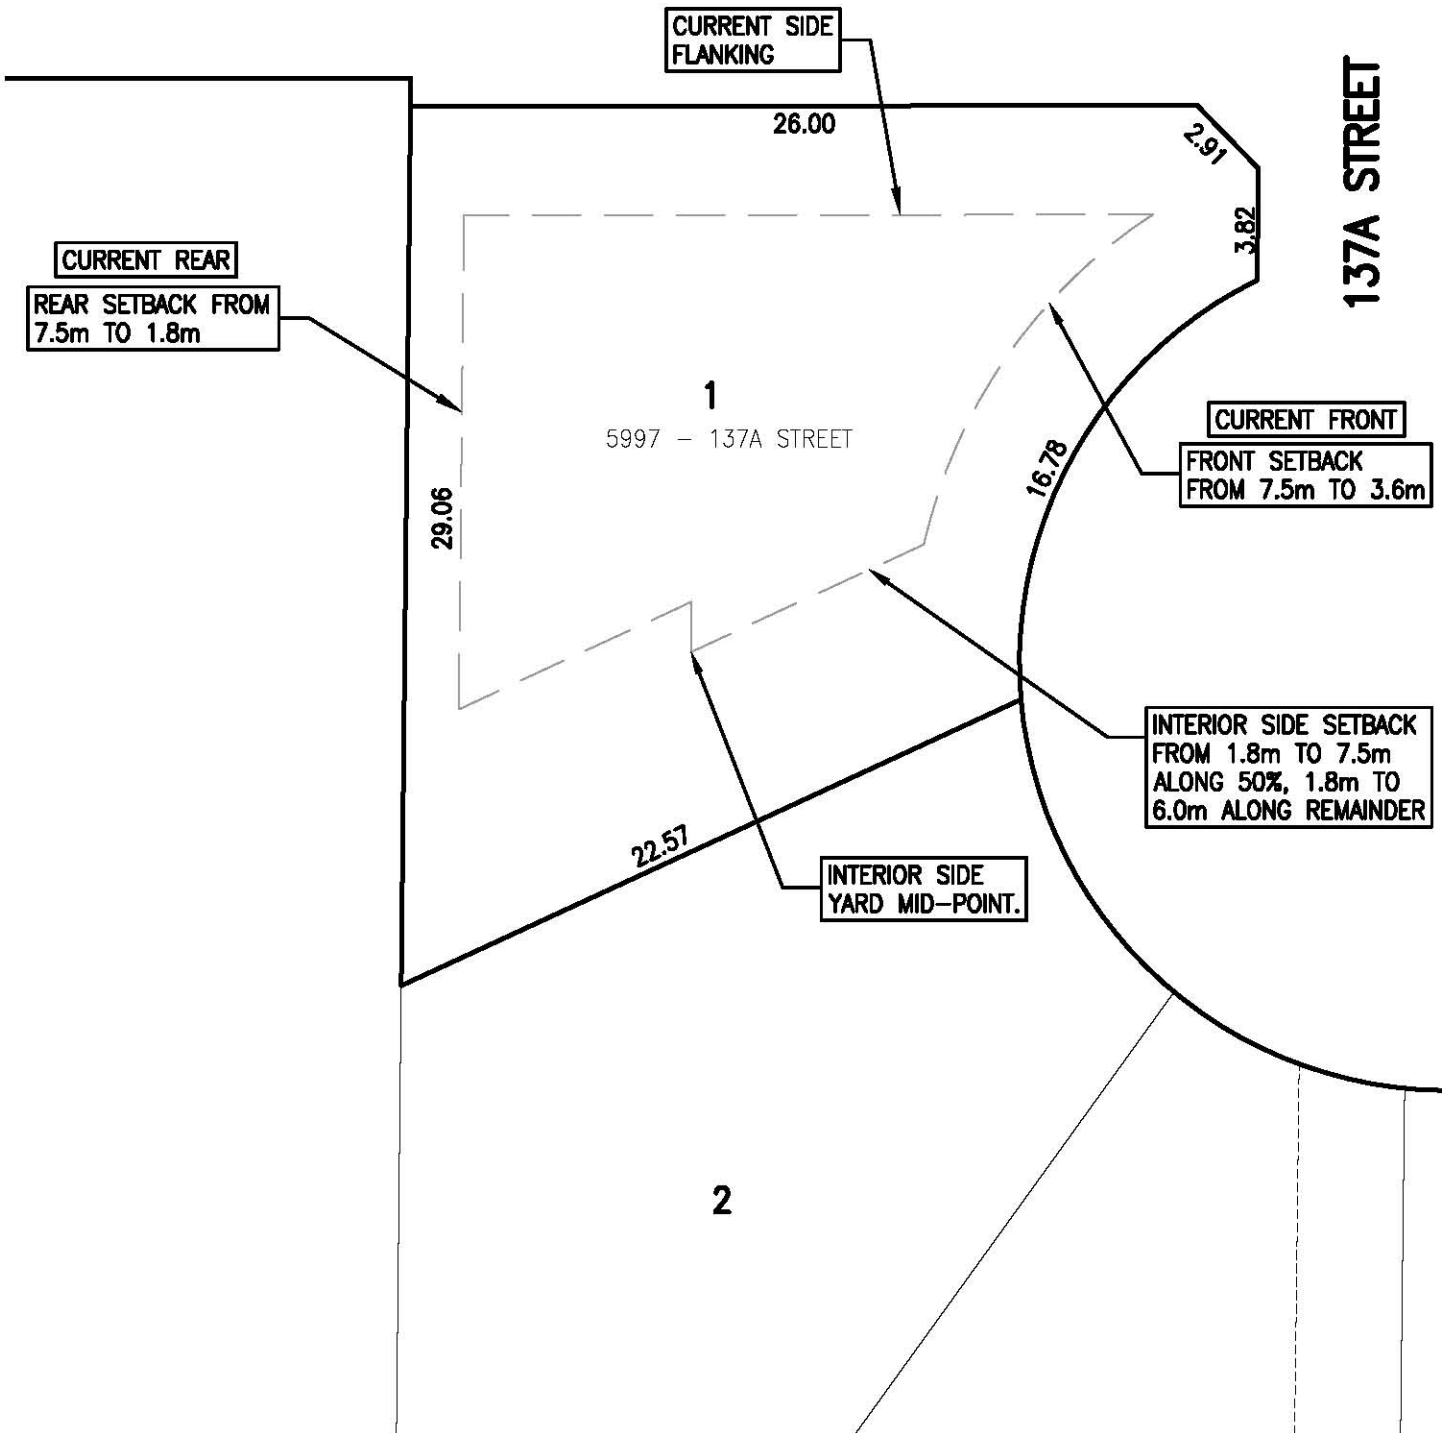 CURRENT SIDE
FLANKING
137A STREET
26.00
2.91
3.82
CURRENT REAR
REAR SETBACK FROM
7.5m TO 1.8m
1
5997 - 137A STREET
CURRENT FRONT
FRONT SETBACK
FROM 7.5m TO 3.6m
16.78
29.06
INTERIOR SIDE SETBACK
FROM 1.8m TO 7.5m
ALONG 50%, 1.8m TO
6.0m ALONG REMAINDER
22.57
INTERIOR SIDE
YARD MID-POINT.
2